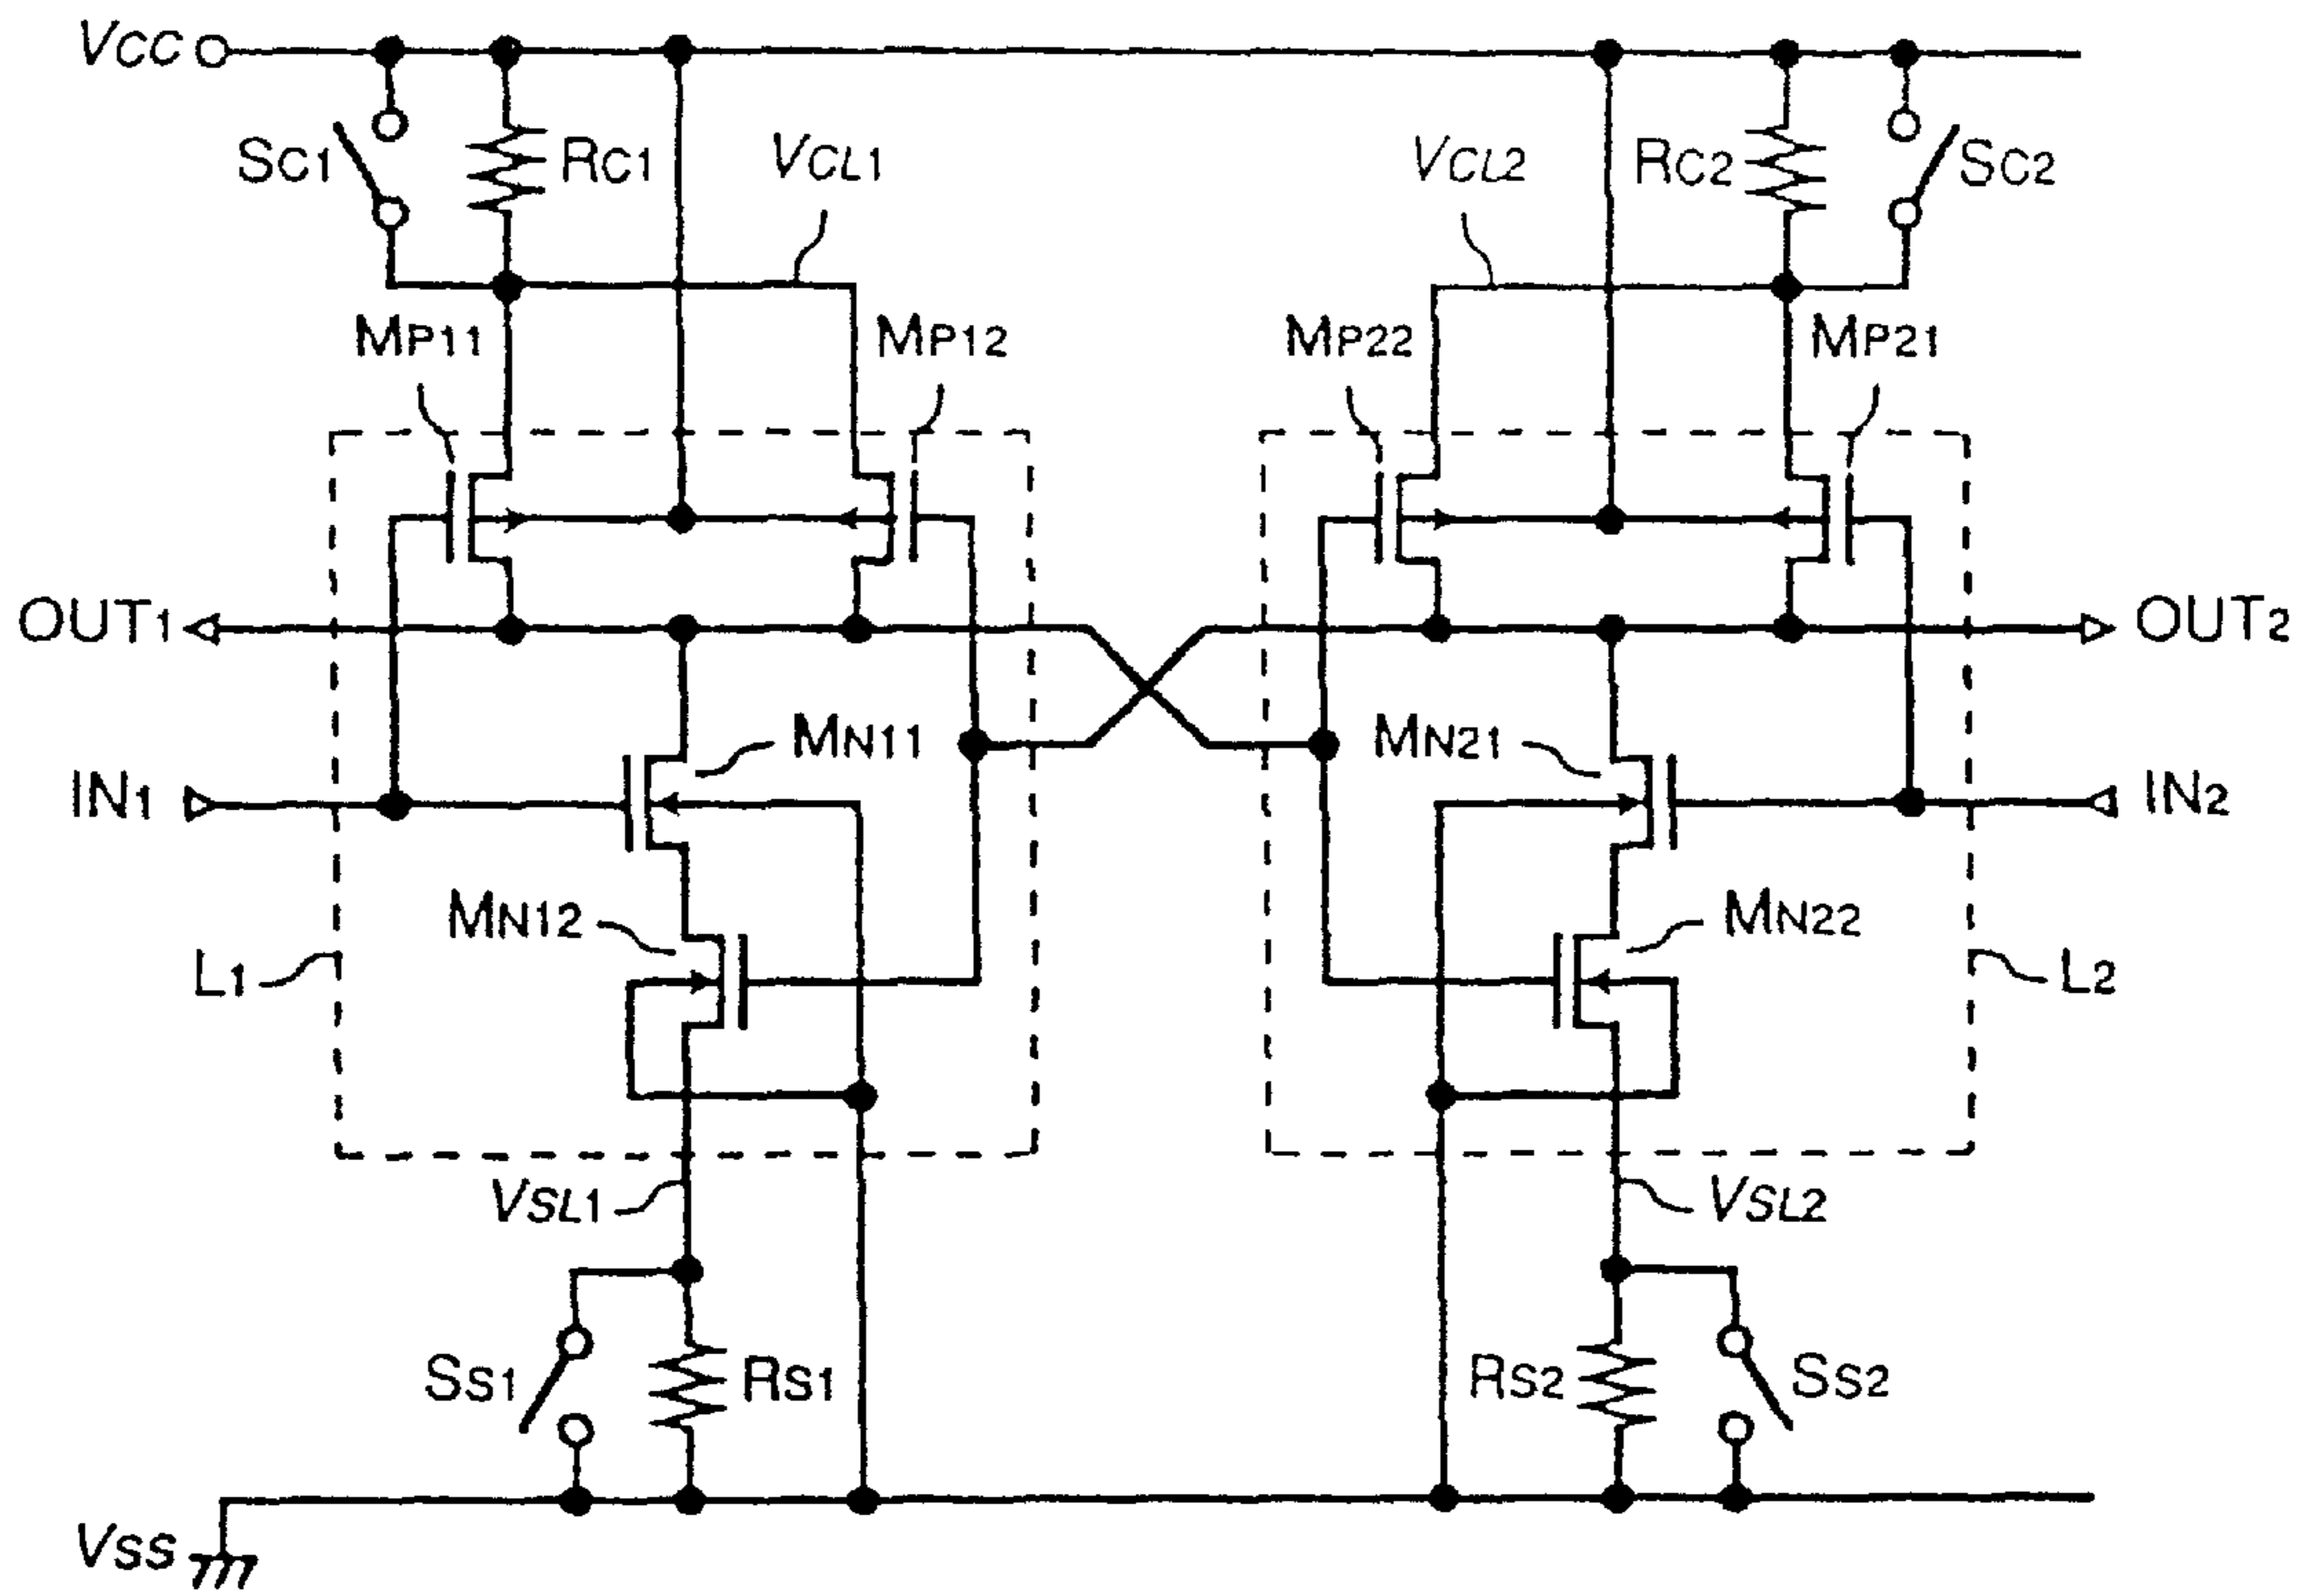 VCC
SC1
RC1
VCL1
VCL2
RC2
SC2
MP11
MP12
MP22
MP21
OUT1
OUT2
MN11
MN21
IN1
IN2
MN12
MN22
L1
L2
VSL1
VSL2
SS1
RS1
RS2
SS2
VSS